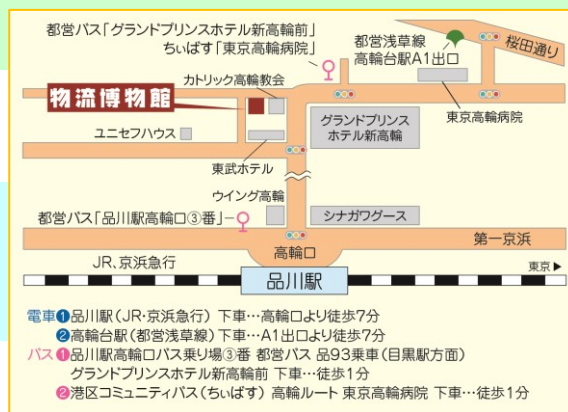 都営バス「グランドプリンスホテル新高輪前」
ちぃばす「東京高輪病院」
都営浅草線
高輪台駅A1出口
桜田通り
カトリック高輪教会
物流博物館
東京高輪病院
グランドプリンス
ホテル新高輪
ユニセフハウス
東武ホテル
ウイング高輪
都営バス「品川駅高輪口③番」
シナガワグース
第一京浜
高輪口
JR、京浜急行
東京▶
品川駅
電車❶品川駅(JR・京浜急行) 下車…高輪口より徒歩7分
❷高輪台駅(都営浅草線) 下車…A1出口より徒歩7分
バス❶品川駅高輪口バス乗り場③番 都営バス 品93乗車(目黒駅方面)
グランドプリンスホテル新高輪前 下車…徒歩1分
❷港区コミュニティバス(ちぃばす) 高輪ルート 東京高輪病院 下車…徒歩1分